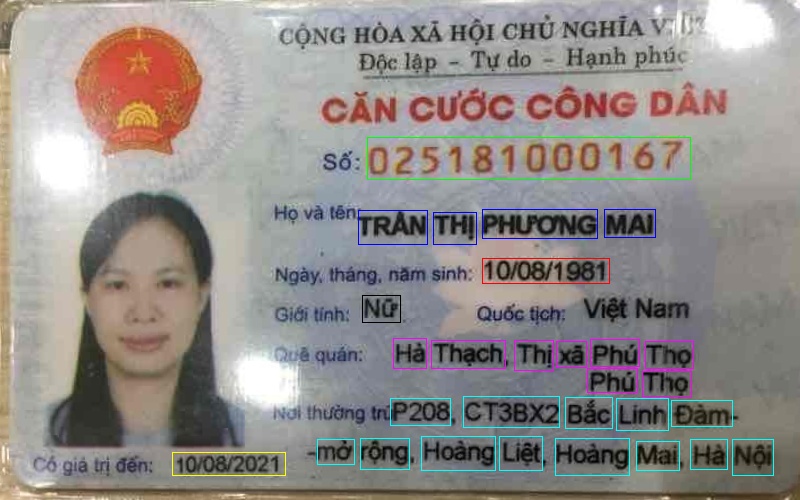 CỘNG HÒA XÃ HỘI CHỦ NGHĨA
Độc lập - Tự do - Hạnh phúc
CĂN CƯỚC CÔNG DÂN
Số: 025181000167
Họ và tên: TRẦN THỊ PHƯƠNG MAI
Ngày, tháng, năm sinh: 10/08/1981
Giới tính: Nữ Quốc tịch: Việt Nam
Quê quán: Hà Thạch, Thị xã Phú Thọ
Phú Thọ
Nơi thường trú: P208, CT3BX2 Bắc Linh Đàm-
-mở rộng, Hoàng Liệt, Hoàng Mai, Hà Nội
Có giá trị đến: 10/08/2021